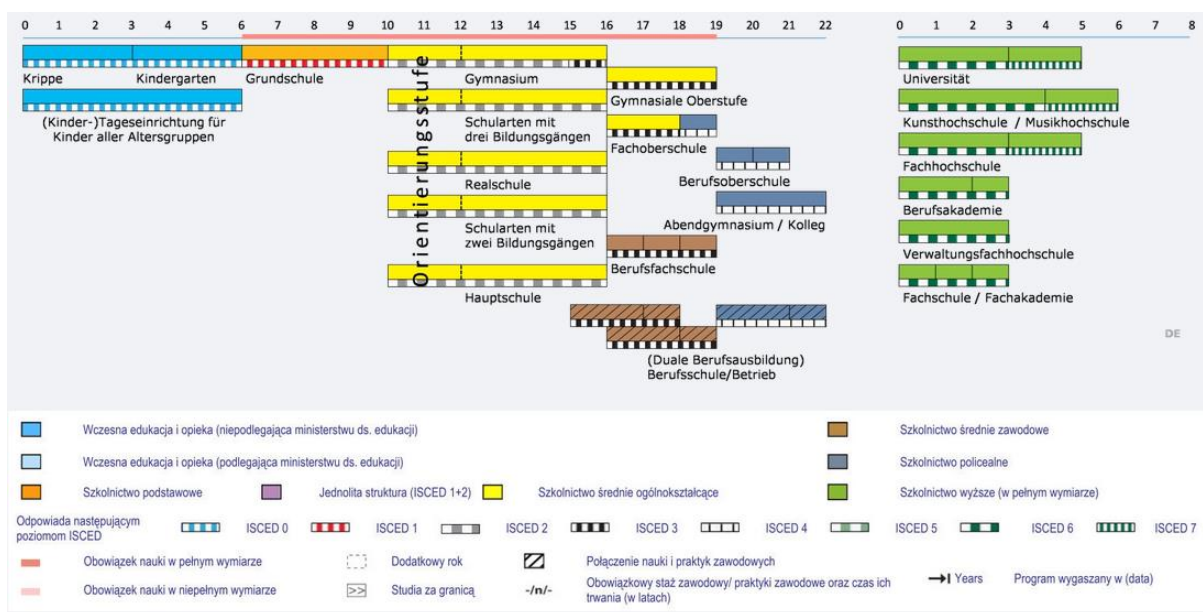 0 1 2 3 4 5 6 7 8 9 10 11 12 13 14 15 16 17 18 19 20 21 22
0 1 2 3 4 5 6 7 8
Krippe
Kindergarten
Grundschule
Gymnasium
Universität
(Kinder-)Tageseinrichtung für
Kinder aller Altersgruppen
Orientierungsstufe
Gymnasiale Oberstufe
Schularten mit
drei Bildungsgängen
Kunsthochschule / Musikhochschule
Fachoberschule
Fachhochschule
Realschule
Berufsoberschule
Berufsakademie
Schularten mit
zwei Bildungsgängen
Abendgymnasium / Kolleg
Verwaltungsfachhochschule
Berufsfachschule
Hauptschule
Fachschule / Fachakademie
(Duale Berufsausbildung)
Berufsschule/Betrieb
DE
Wczesna edukacja i opieka (niepodlegająca ministerstwu ds. edukacji)
Szkolnictwo średnie zawodowe
Wczesna edukacja i opieka (podlegająca ministerstwu ds. edukacji)
Szkolnictwo policealne
Szkolnictwo podstawowe
Jednolita struktura (ISCED 1+2)
Szkolnictwo średnie ogólnokształcące
Szkolnictwo wyższe (w pełnym wymiarze)
Odpowiada następującym
poziomom ISCED
ISCED 0
ISCED 1
ISCED 2
ISCED 3
ISCED 4
ISCED 5
ISCED 6
ISCED 7
Obowiązek nauki w pełnym wymiarze
Dodatkowy rok
Połączenie nauki i praktyk zawodowych
Obowiązek nauki w niepełnym wymiarze
>> Studia za granicą
-/n/- Obowiązkowy staż zawodowy/ praktyki zawodowe oraz czas ich
trwania (w latach)
Years Program wygaszany w (data)